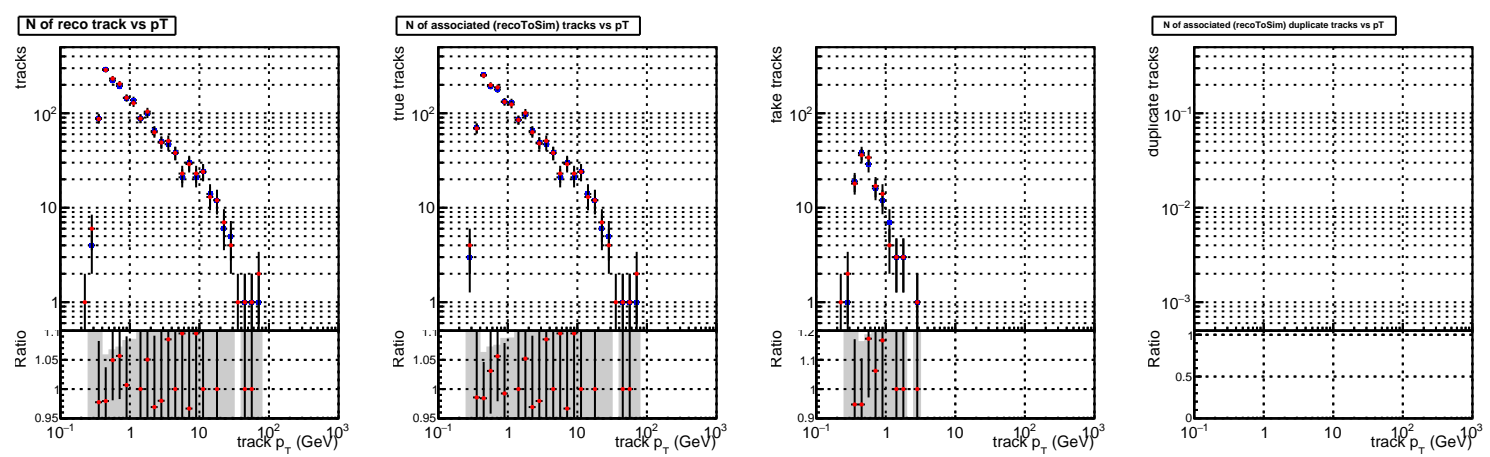 N of reco track vs pT
tracks
10²
10
1
Ratio
1.1
1.05
1
0.95
10⁻¹ 1 10 10² 10³
track p_T (GeV)
N of associated (recoToSim) tracks vs pT
true tracks
10²
10
1
Ratio
1.1
1.05
1
0.95
10⁻¹ 1 10 10² 10³
track p_T (GeV)
fake tracks
10²
10
1
Ratio
1.2
1.1
1
0.9
10⁻¹ 1 10 10² 10³
track p_T (GeV)
N of associated (recoToSim) duplicate tracks vs pT
duplicate tracks
10⁻¹
10⁻²
10⁻³
Ratio
1
0.5
0
10⁻¹ 1 10 10² 10³
track p_T (GeV)